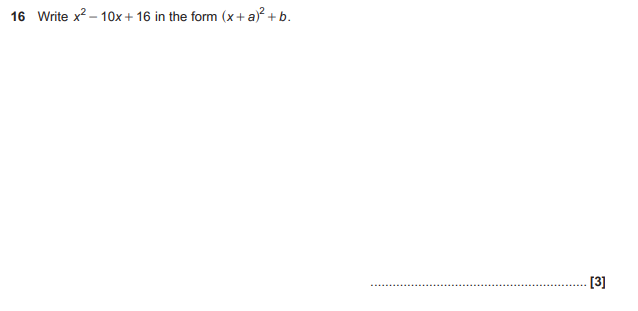 16 Write x² – 10x + 16 in the form (x + a)² + b.
............................................................ [3]